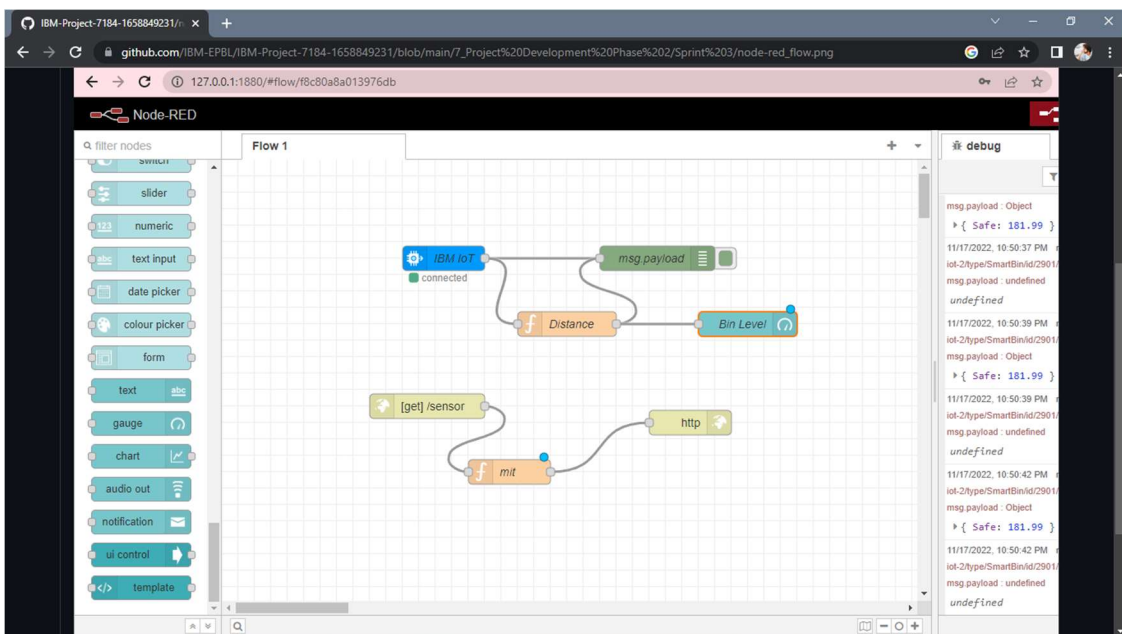 IBM-Project-7184-1658849231/n
github.com/IBM-EPBL/IBM-Project-7184-1658849231/blob/main/7_Project%20Development%20Phase%202/Sprint%203/node-red_flow.png
127.0.0.1:1880/#flow/f8c80a8a013976db
Node-RED
filter nodes
Flow 1
debug
switch
slider
123
numeric
abc
text input
date picker
colour picker
form
text
abc
gauge
chart
audio out
notification
ui control
</>
template
IBM IoT
connected
msg.payload
f
Distance
Bin Level
[get] /sensor
http
f
mit
msg.payload : Object
{ Safe: 181.99 }
11/17/2022, 10:50:37 PM
iot-2/type/SmartBin/id/2901/
msg.payload : undefined
undefined
11/17/2022, 10:50:39 PM
iot-2/type/SmartBin/id/2901/
msg.payload : Object
{ Safe: 181.99 }
11/17/2022, 10:50:39 PM
iot-2/type/SmartBin/id/2901/
msg.payload : undefined
undefined
11/17/2022, 10:50:42 PM
iot-2/type/SmartBin/id/2901/
msg.payload : Object
{ Safe: 181.99 }
11/17/2022, 10:50:42 PM
iot-2/type/SmartBin/id/2901/
msg.payload : undefined
undefined